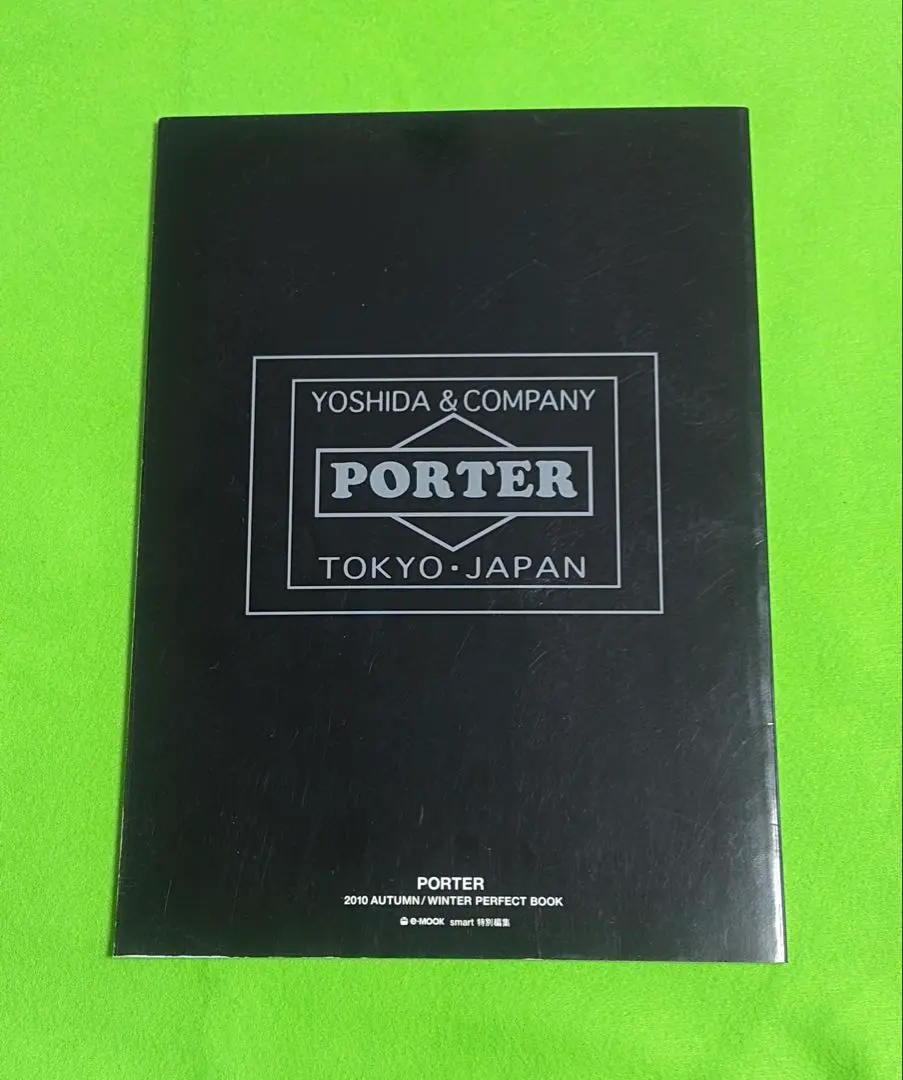 YOSHIDA & COMPANY
PORTER
TOKYO・JAPAN
PORTER
2010 AUTUMN/WINTER PERFECT BOOK
e-MOOK smart 特別編集